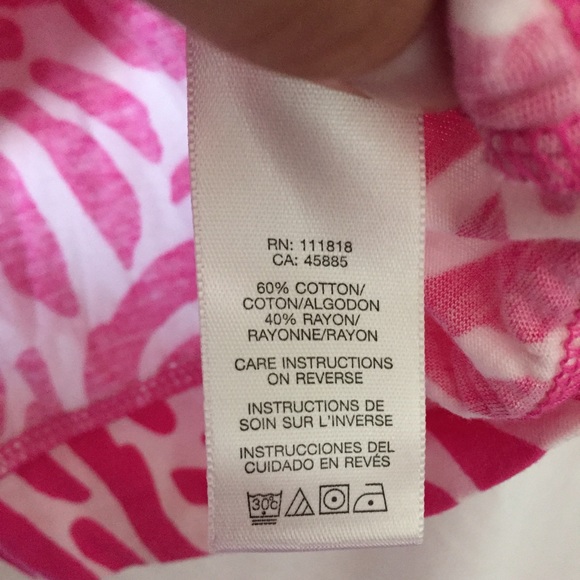 RN: 111818
CA: 45885
60% COTTON/
COTON/ALGODON
40% RAYON/
RAYONNE/RAYON
CARE INSTRUCTIONS
ON REVERSE
INSTRUCTIONS DE
SOIN SUR L'INVERSE
INSTRUCCIONES DEL
CUIDADO EN REVÉS
30C